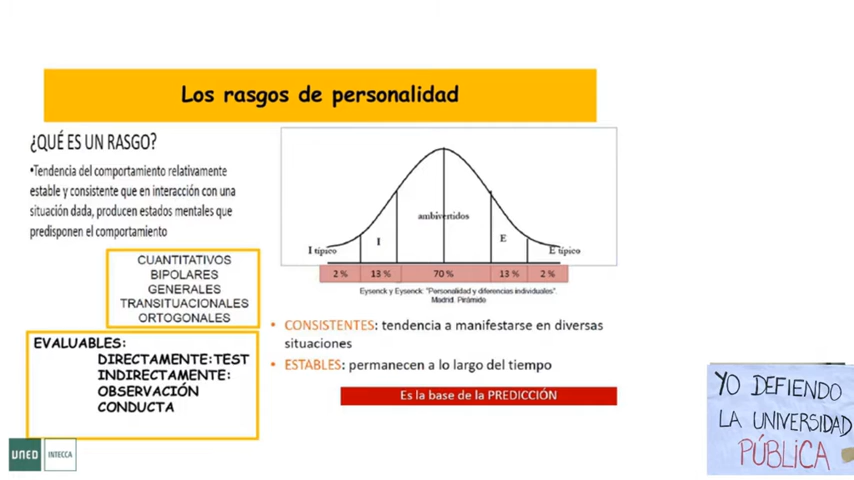 Los rasgos de personalidad
¿QUÉ ES UN RASGO?
•Tendencia del comportamiento relativamente
estable y consistente que en interacción con una
situación dada, producen estados mentales que
predisponen el comportamiento
CUANTITATIVOS
BIPOLARES
GENERALES
TRANSITUACIONALES
ORTOGONALES
EVALUABLES:
DIRECTAMENTE:TEST
INDIRECTAMENTE:
OBSERVACIÓN
CONDUCTA
UNED INTECCA
ambivertidos
I típico I E E típico
2 % 13 % 70 % 13 % 2 %
Eysenck y Eysenck: "Personalidad y diferencias individuales".
Madrid. Pirámide
• CONSISTENTES: tendencia a manifestarse en diversas
situaciones
• ESTABLES: permanecen a lo largo del tiempo
Es la base de la PREDICCIÓN
YO DEFIENDO
LA UNIVERSIDAD
PÚBLICA